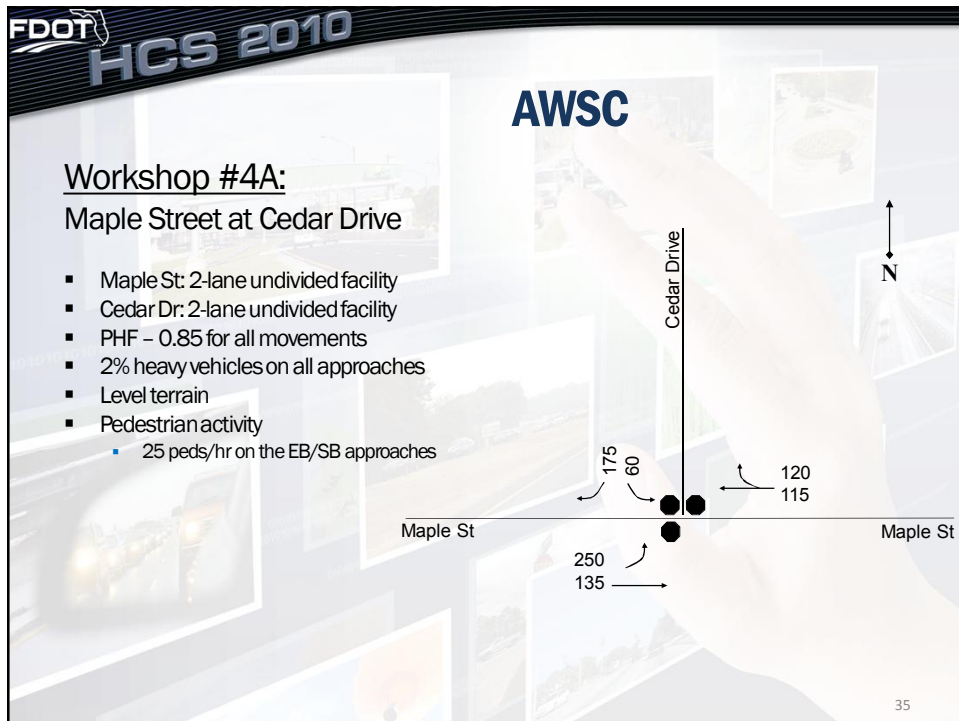 FDOT
HCS 2010
AWSC
Workshop #4A:
Maple Street at Cedar Drive
▪ Maple St: 2-lane undivided facility
▪ Cedar Dr: 2-lane undivided facility
▪ PHF – 0.85 for all movements
▪ 2% heavy vehicles on all approaches
▪ Level terrain
▪ Pedestrian activity
▪ 25 peds/hr on the EB/SB approaches
Cedar Drive
N
175
60
120
115
Maple St
Maple St
250
135
35